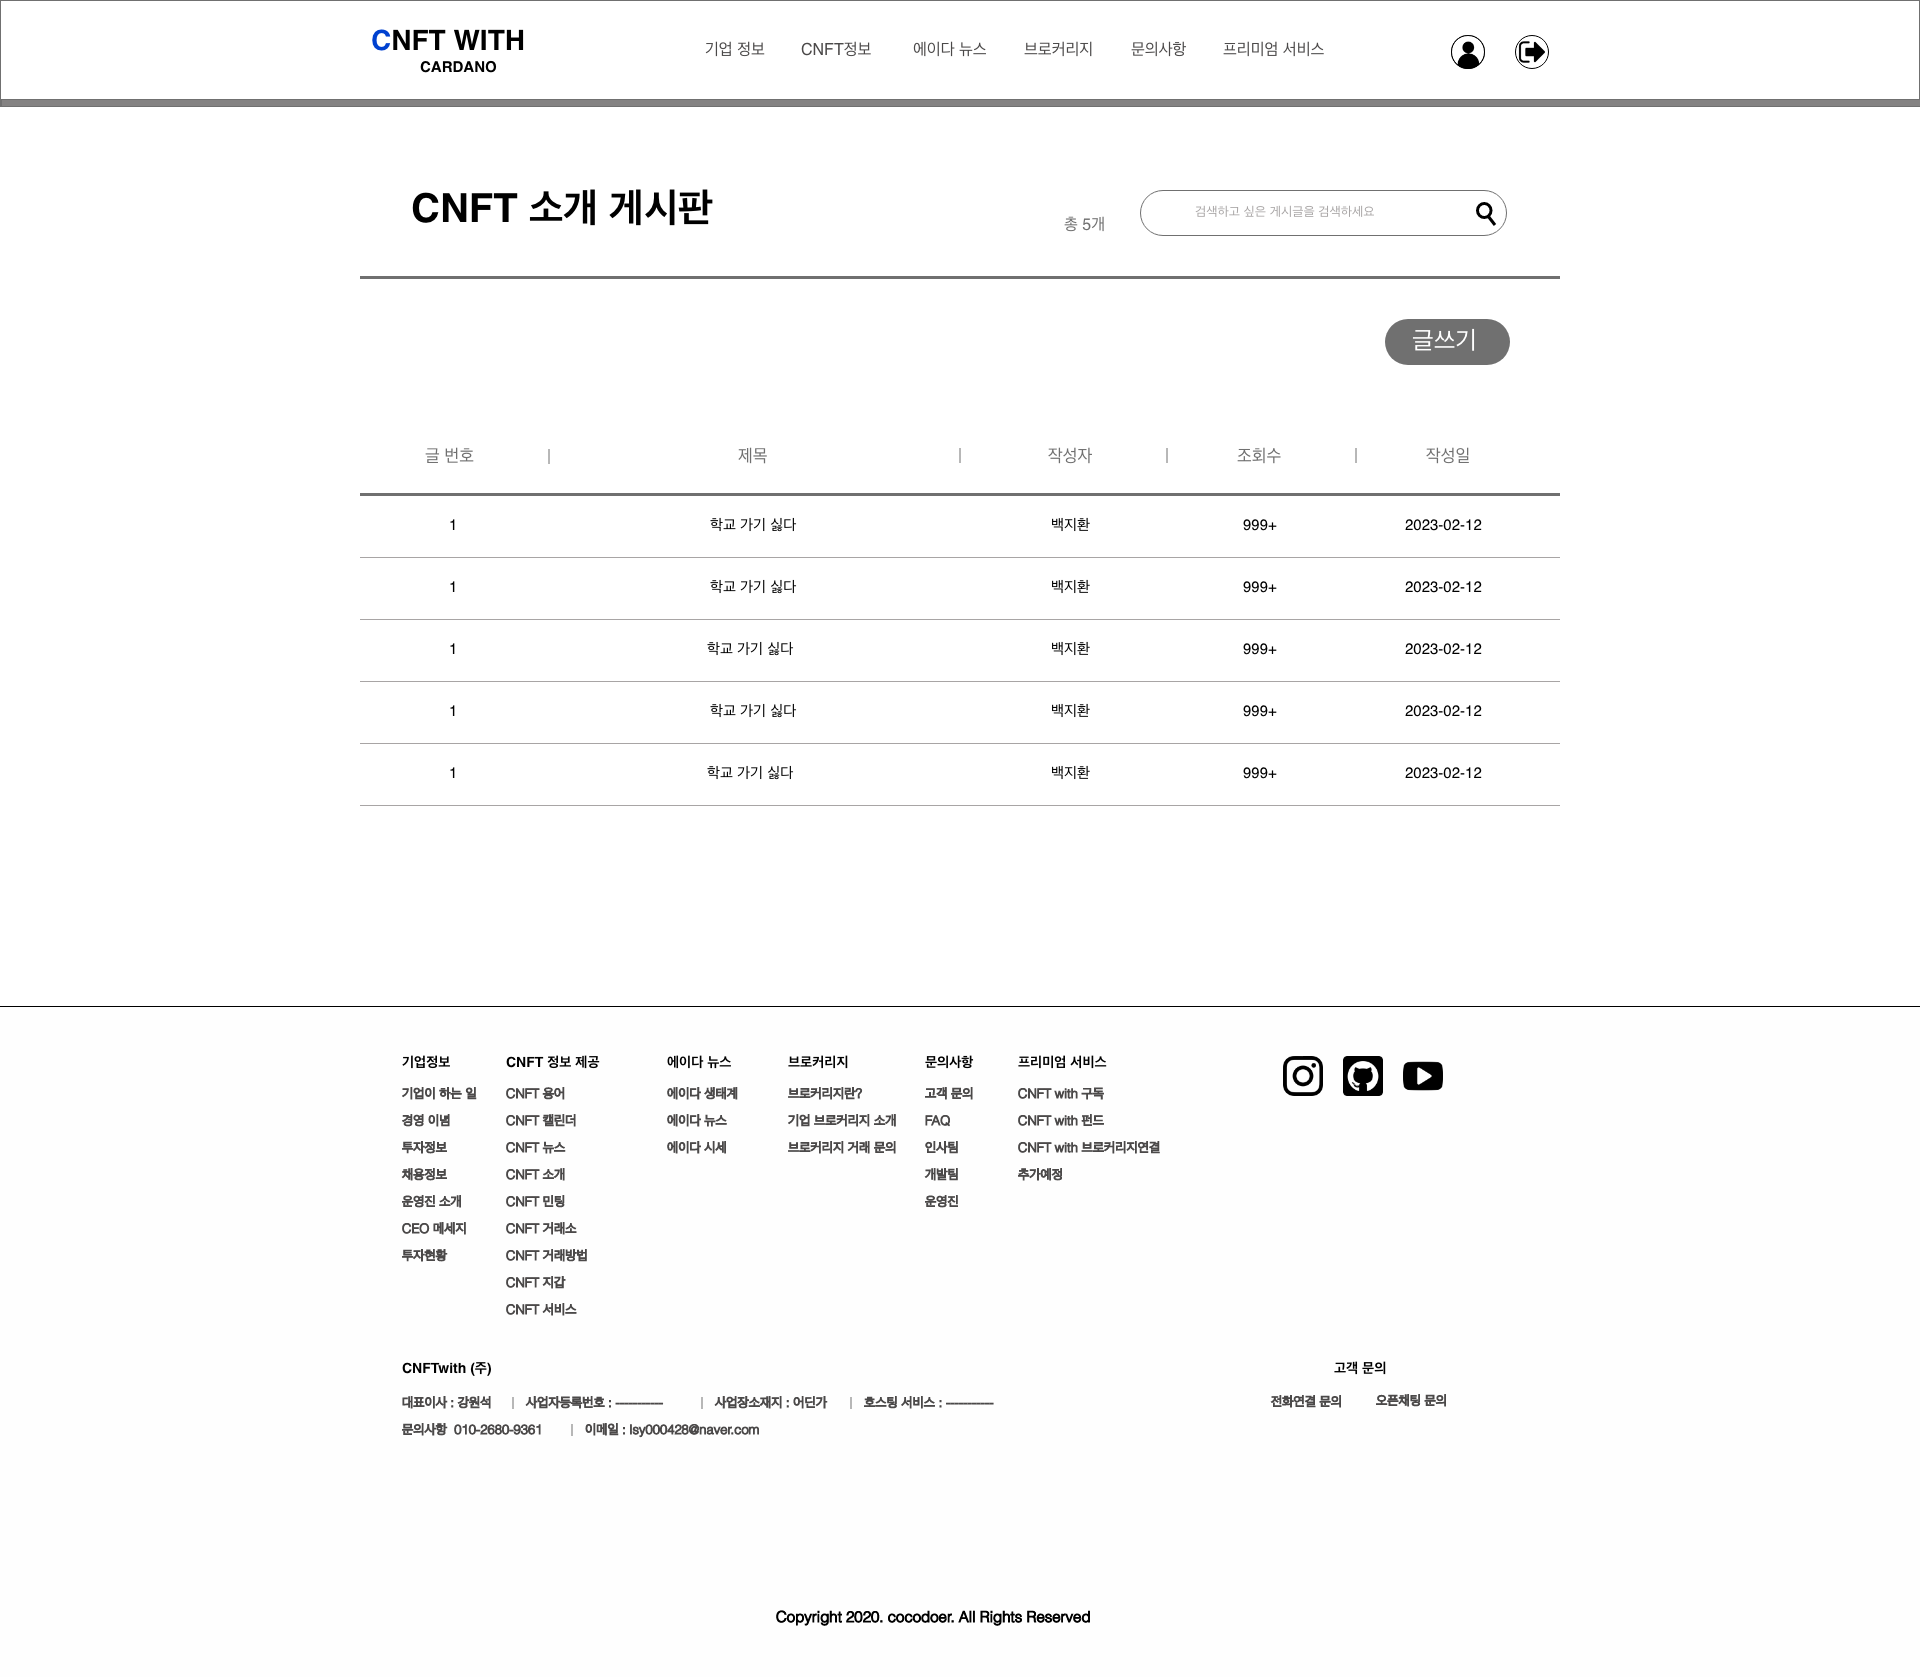 CNFT WITH
CARDANO
기업 정보 CNFT정보 에이다 뉴스 브로커리지 문의사항 프리미엄 서비스
CNFT 소개 게시판
총 5개
검색하고 싶은 게시글을 검색하세요
글쓰기
글 번호 | 제목 | 작성자 | 조회수 | 작성일
1 학교 가기 싫다 백지환 999+ 2023-02-12
1 학교 가기 싫다 백지환 999+ 2023-02-12
1 학교 가기 싫다 백지환 999+ 2023-02-12
1 학교 가기 싫다 백지환 999+ 2023-02-12
1 학교 가기 싫다 백지환 999+ 2023-02-12
기업정보
기업이 하는 일
경영 이념
투자정보
채용정보
운영진 소개
CEO 메세지
투자현황
CNFT 정보 제공
CNFT 용어
CNFT 캘린더
CNFT 뉴스
CNFT 소개
CNFT 민팅
CNFT 거래소
CNFT 거래방법
CNFT 지갑
CNFT 서비스
에이다 뉴스
에이다 생태계
에이다 뉴스
에이다 시세
브로커리지
브로커리지란?
기업 브로커리지 소개
브로커리지 거래 문의
문의사항
고객 문의
FAQ
인사팀
개발팀
운영진
프리미엄 서비스
CNFT with 구독
CNFT with 펀드
CNFT with 브로커리지연결
추가예정
CNFTwith (주)
대표이사 : 강원석 | 사업자등록번호 : ----------- | 사업장소재지 : 어딘가 | 호스팅 서비스 : -----------
문의사항 010-2680-9361 | 이메일 : lsy000428@naver.com
고객 문의
전화연결 문의 오픈채팅 문의
Copyright 2020. cocodoer. All Rights Reserved